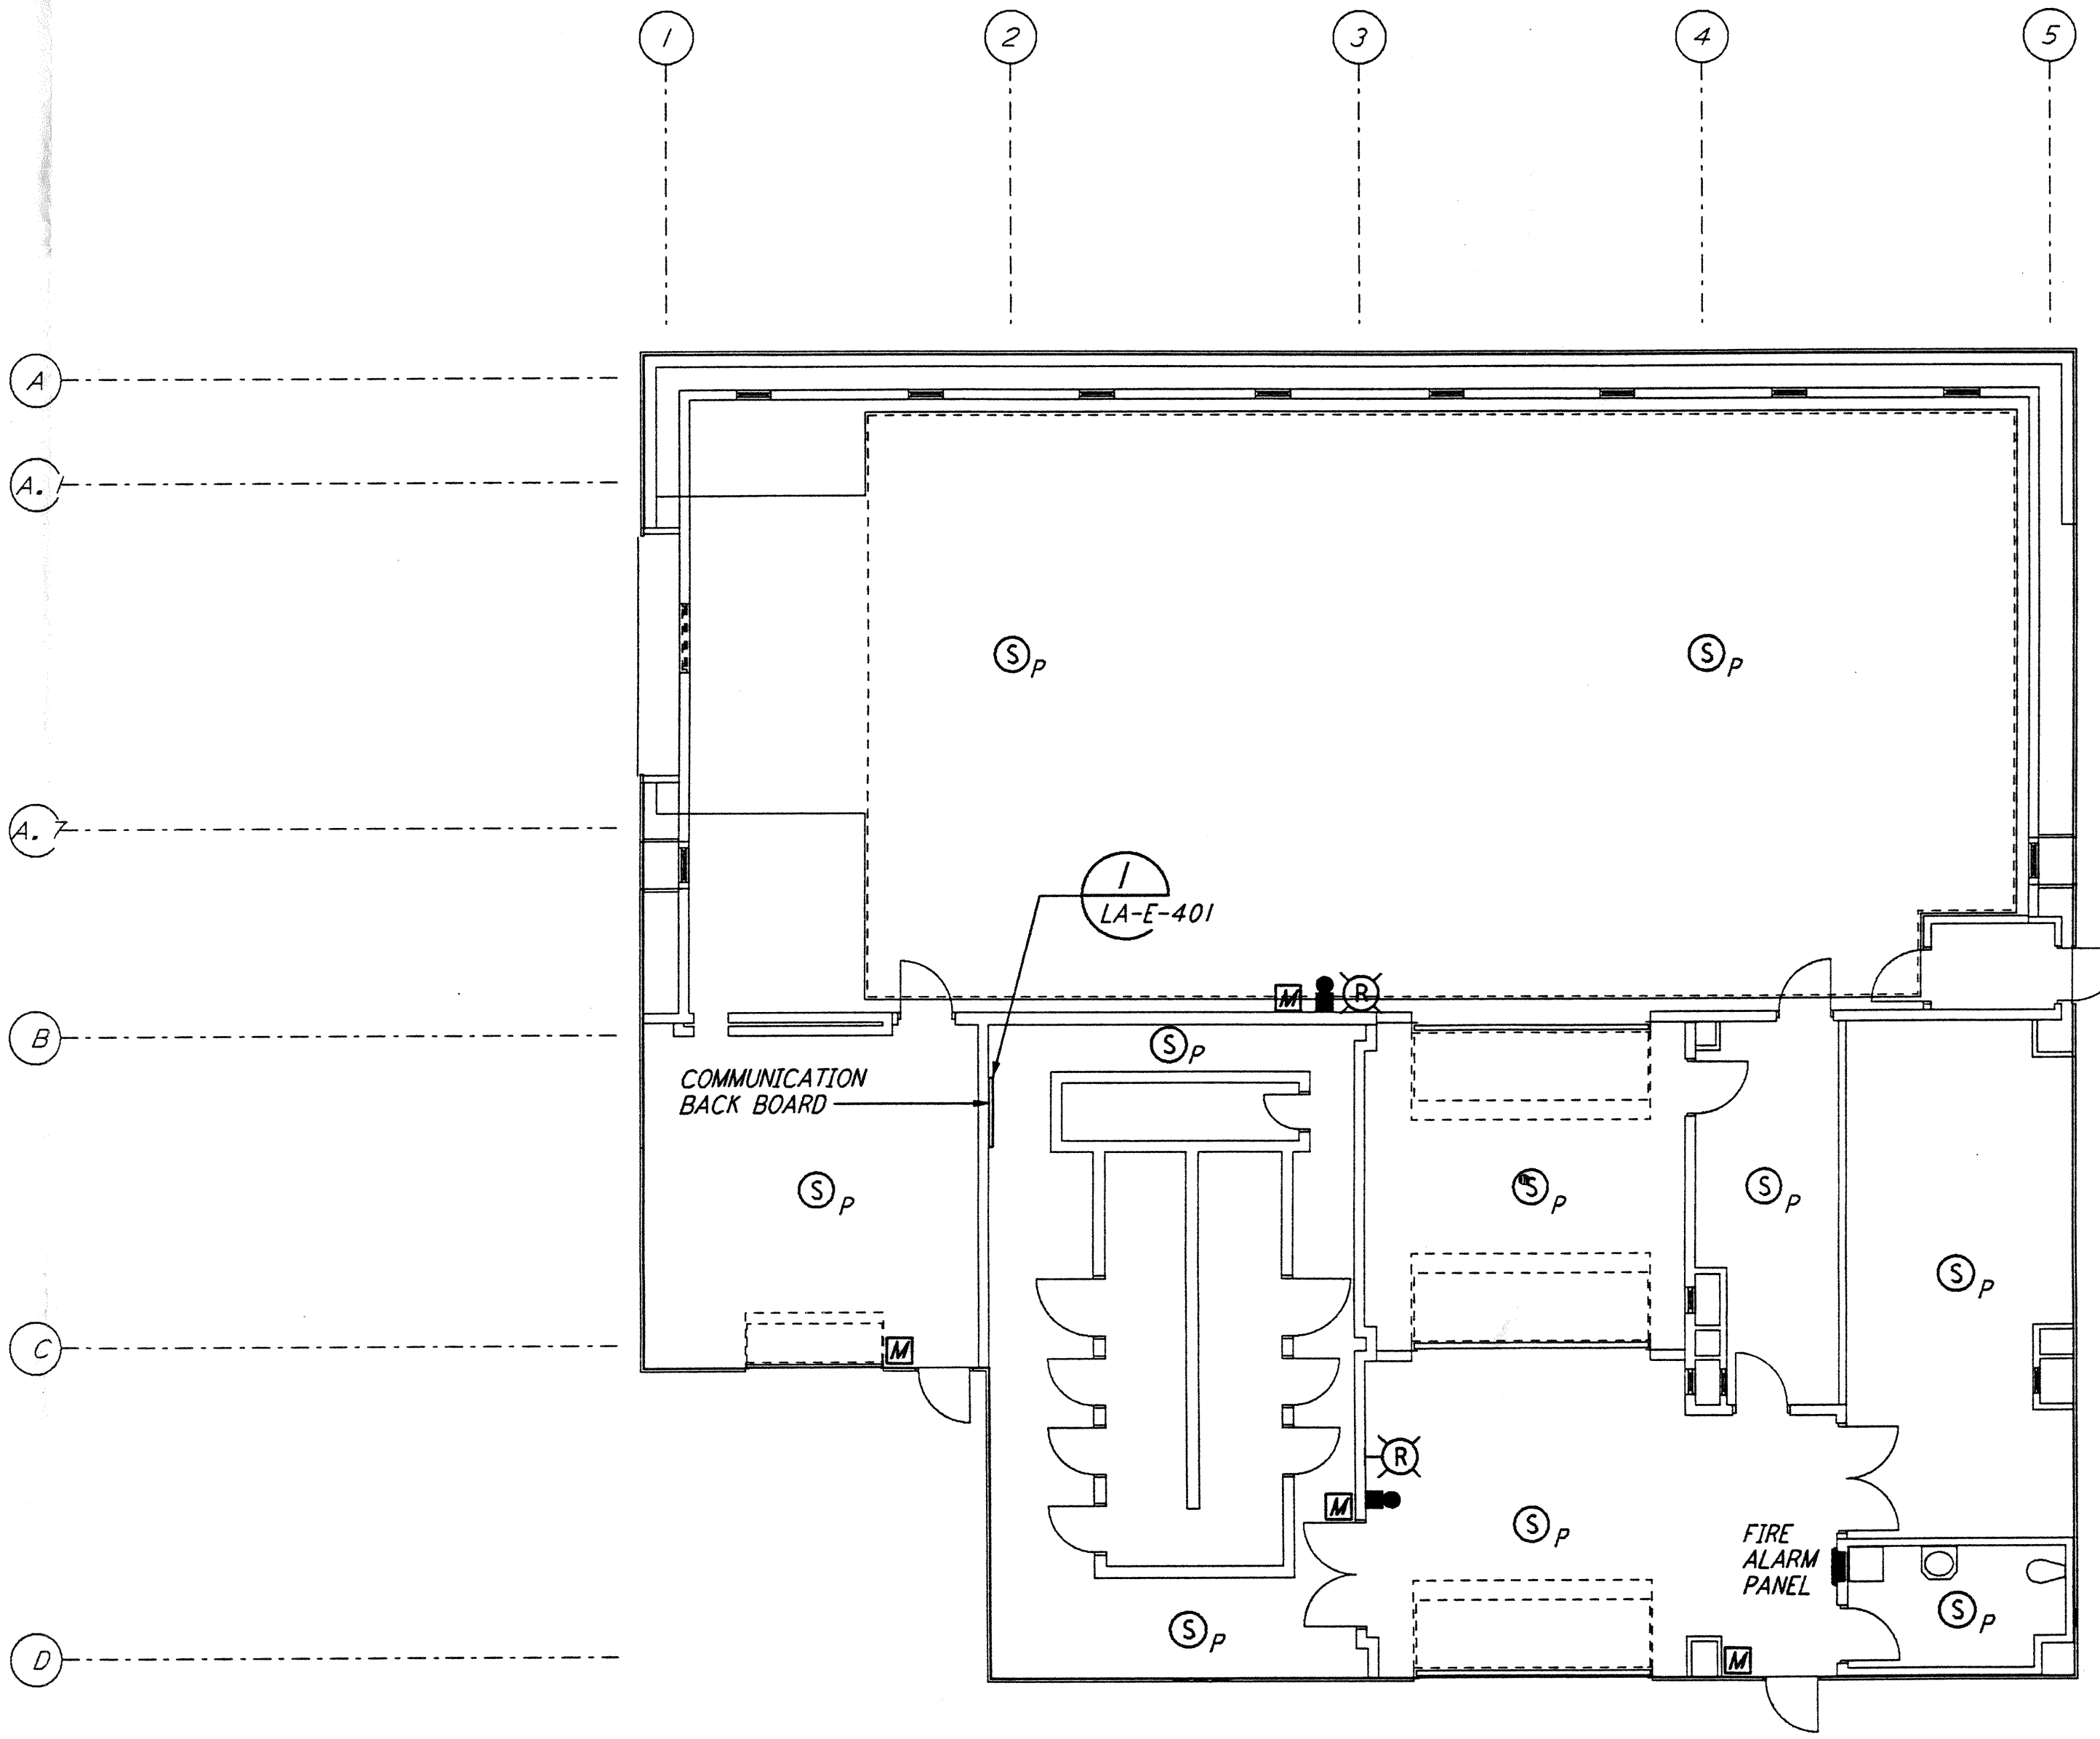 1 2 3 4 5
A
A.1
S P S P
A.7
1
LA-E-401
M R
B
S P
COMMUNICATION
BACK BOARD
S P S P S P
S P
C
M
R
M
S P
FIRE
ALARM
PANEL
S P S P
D
M